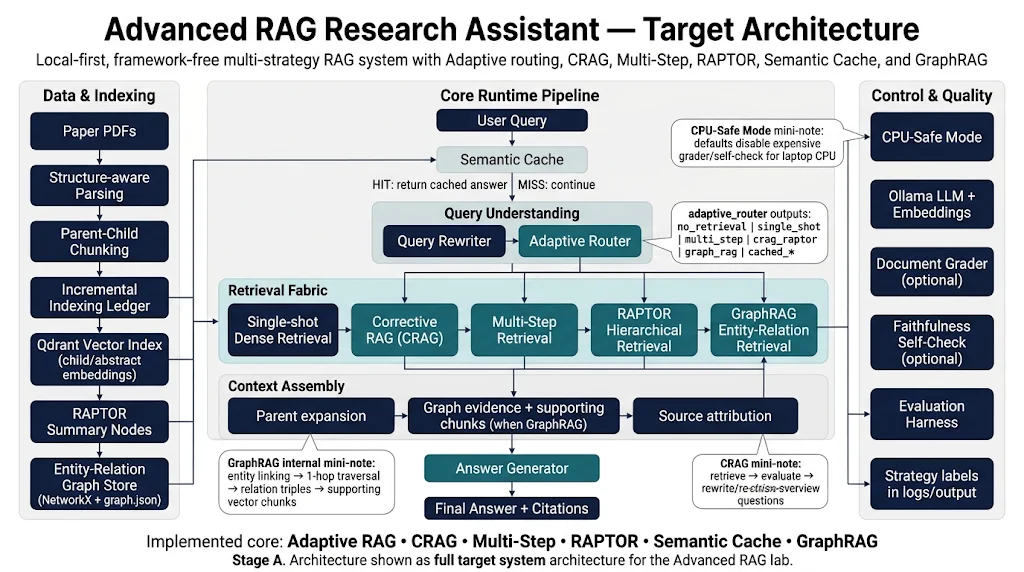 Advanced RAG Research Assistant — Target Architecture
Local-first, framework-free multi-strategy RAG system with Adaptive routing, CRAG, Multi-Step, RAPTOR, Semantic Cache, and GraphRAG
Data & Indexing
Paper PDFs
Structure-aware
Parsing
Parent-Child
Chunking
Incremental
Indexing Ledger
Qdrant Vector Index
(child/abstract
embeddings)
RAPTOR
Summary Nodes
Entity-Relation
Graph Store
(NetworkX + graph.json)
Core Runtime Pipeline
User Query
Semantic Cache
HIT: return cached answer
MISS: continue
CPU-Safe Mode mini-note:
defaults disable expensive
grader/self-check for laptop CPU
Query Understanding
Query Rewriter
Adaptive Router
adaptive_router outputs:
no_retrieval | single_shot
| multi_step | crag_raptor
| graph_rag | cached_*
Retrieval Fabric
Single-shot
Dense Retrieval
Corrective
RAG (CRAG)
Multi-Step
Retrieval
RAPTOR
Hierarchical
Retrieval
GraphRAG
Entity-Relation
Retrieval
Context Assembly
Parent expansion
Graph evidence + supporting
chunks (when GraphRAG)
Source attribution
GraphRAG internal mini-note:
entity linking → 1-hop traversal
→ relation triples → supporting
vector chunks
Answer Generator
Final Answer + Citations
CRAG mini-note:
retrieve → evaluate →
questions
Control & Quality
CPU-Safe Mode
Ollama LLM +
Embeddings
Document Grader
(optional)
Faithfulness
Self-Check
(optional)
Evaluation
Harness
Strategy labels
in logs/output
Implemented core: Adaptive RAG • CRAG • Multi-Step • RAPTOR • Semantic Cache • GraphRAG
Stage A. Architecture shown as full target system architecture for the Advanced RAG lab.